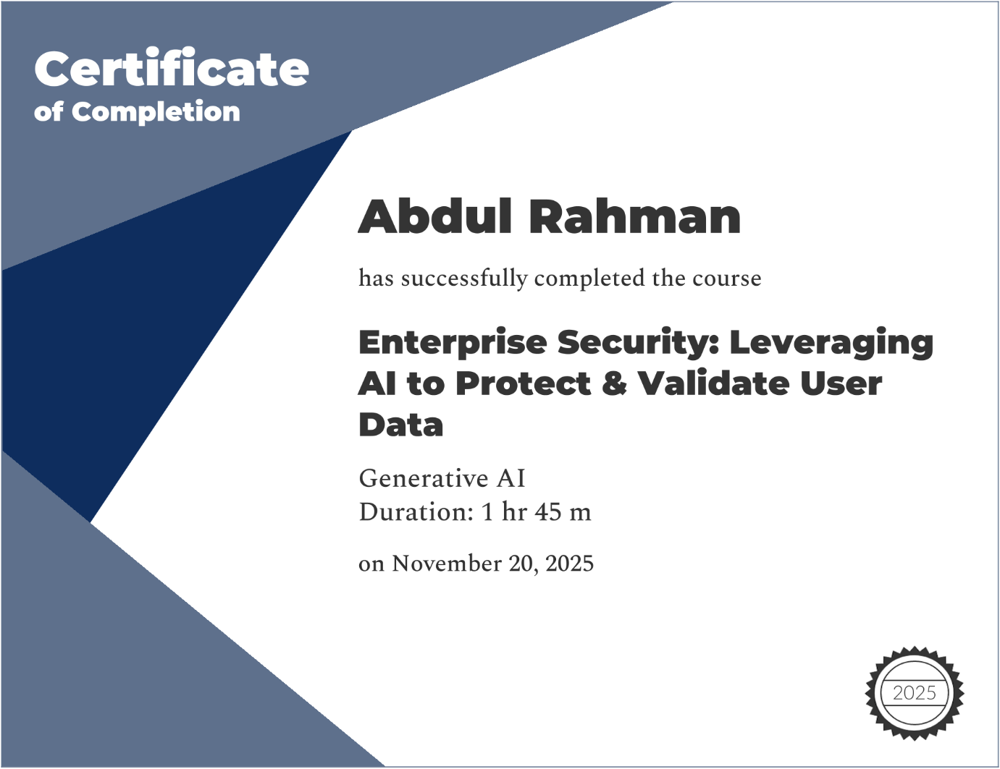 Certificate
of Completion
Abdul Rahman
has successfully completed the course
Enterprise Security: Leveraging
AI to Protect & Validate User
Data
Generative AI
Duration: 1 hr 45 m
on November 20, 2025
2025